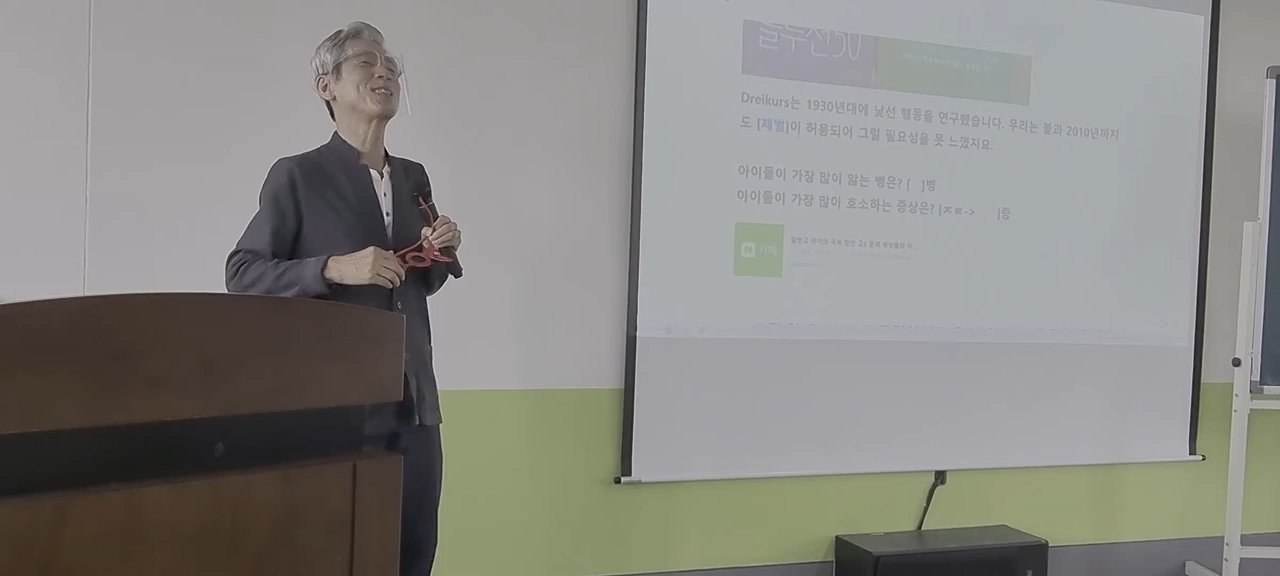 Dreikurs는 1930년대에 낯선 행동을 연구했습니다. 우리는 불과 2010년까지
도 [체벌]이 허용되어 그럴 필요성을 못 느꼈지요.
아이들이 가장 많이 앓는 병은? [ ]병
아이들이 가장 많이 호소하는 증상은? [ㅈㄹ-> ]증
N